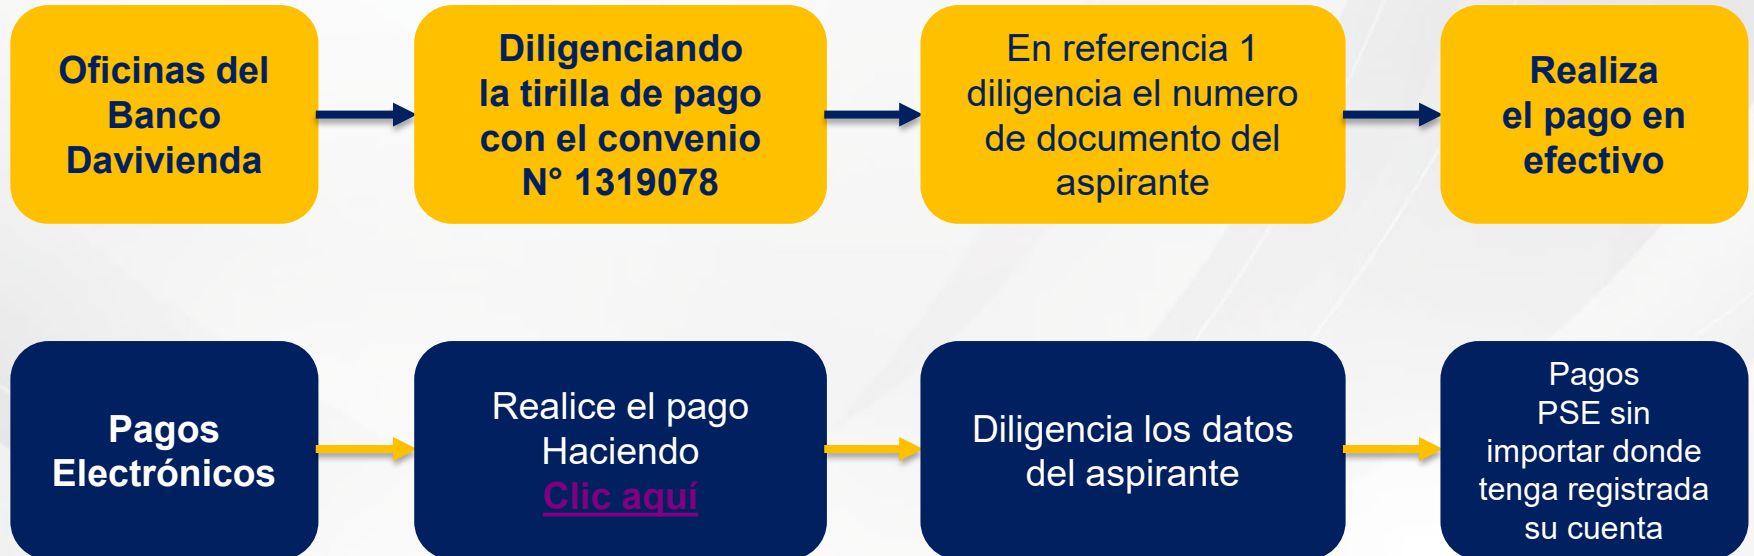 Oficinas del
Banco
Davivienda
Diligenciando
la tirilla de pago
con el convenio
N° 1319078
En referencia 1
diligencia el numero
de documento del
aspirante
Realiza
el pago en
efectivo
Pagos
Electrónicos
Realice el pago
Haciendo
Clic aquí
Diligencia los datos
del aspirante
Pagos
PSE sin
importar donde
tenga registrada
su cuenta